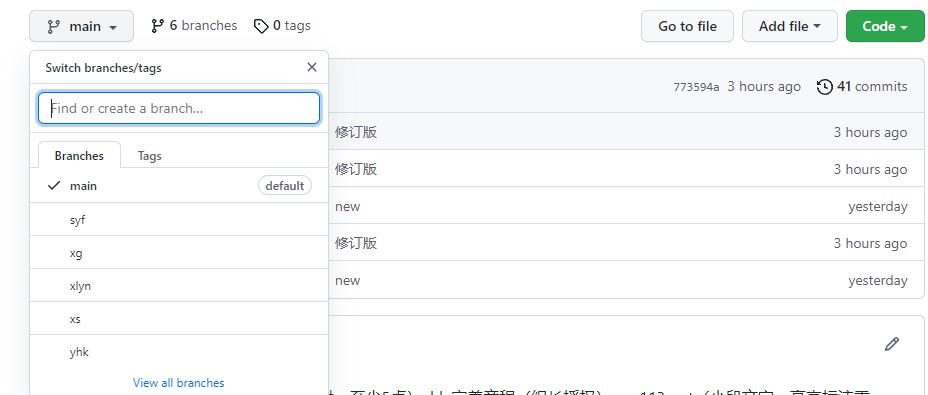 main 6 branches 0 tags Go to file Add file Code
Switch branches/tags
773594a 3 hours ago 41 commits
Find or create a branch...
修订版 3 hours ago
Branches Tags
修订版 3 hours ago
main default
new yesterday
syf
修订版 3 hours ago
xg
new yesterday
xlyn
xs
yhk
View all branches